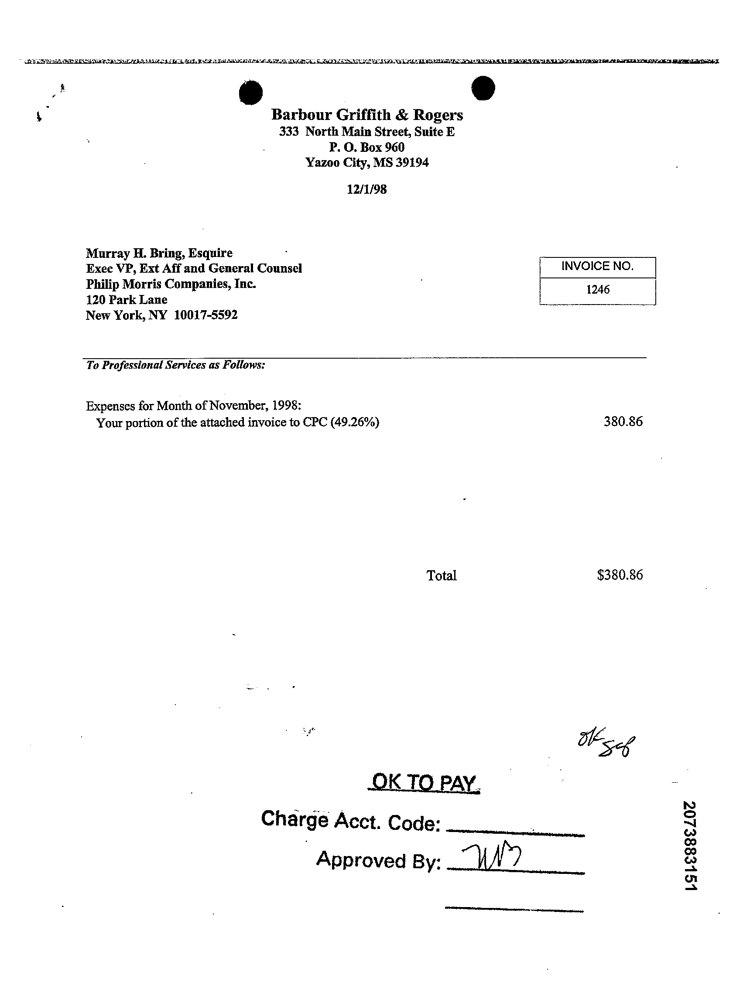 Barbour Griffith & Rogers
333 North Main Street, Suite E
P. O. Box 960
Yazoo City, MS 39194
12/1/98
Murray H. Bring, Esquire
Exec VP, Ext Aff and General Counsel
Philip Morris Companies, Inc.
120 Park Lane
New York, NY 10017-5592
INVOICE NO.
1246
To Professional Services as Follows:
Expenses for Month of November, 1998:
Your portion of the attached invoice to CPC (49.26%) 380.86
Total $380.86
OK
OK TO PAY
Charge Acct. Code:
Approved By:
2073883151